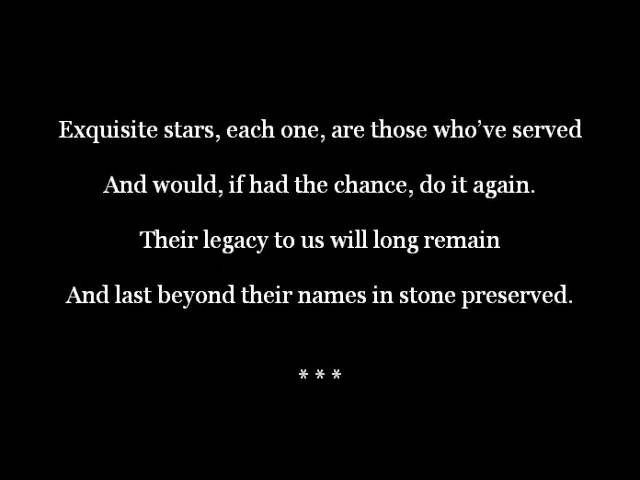 Exquisite stars, each one, are those who’ve served
And would, if had the chance, do it again.
Their legacy to us will long remain
And last beyond their names in stone preserved.
* * *